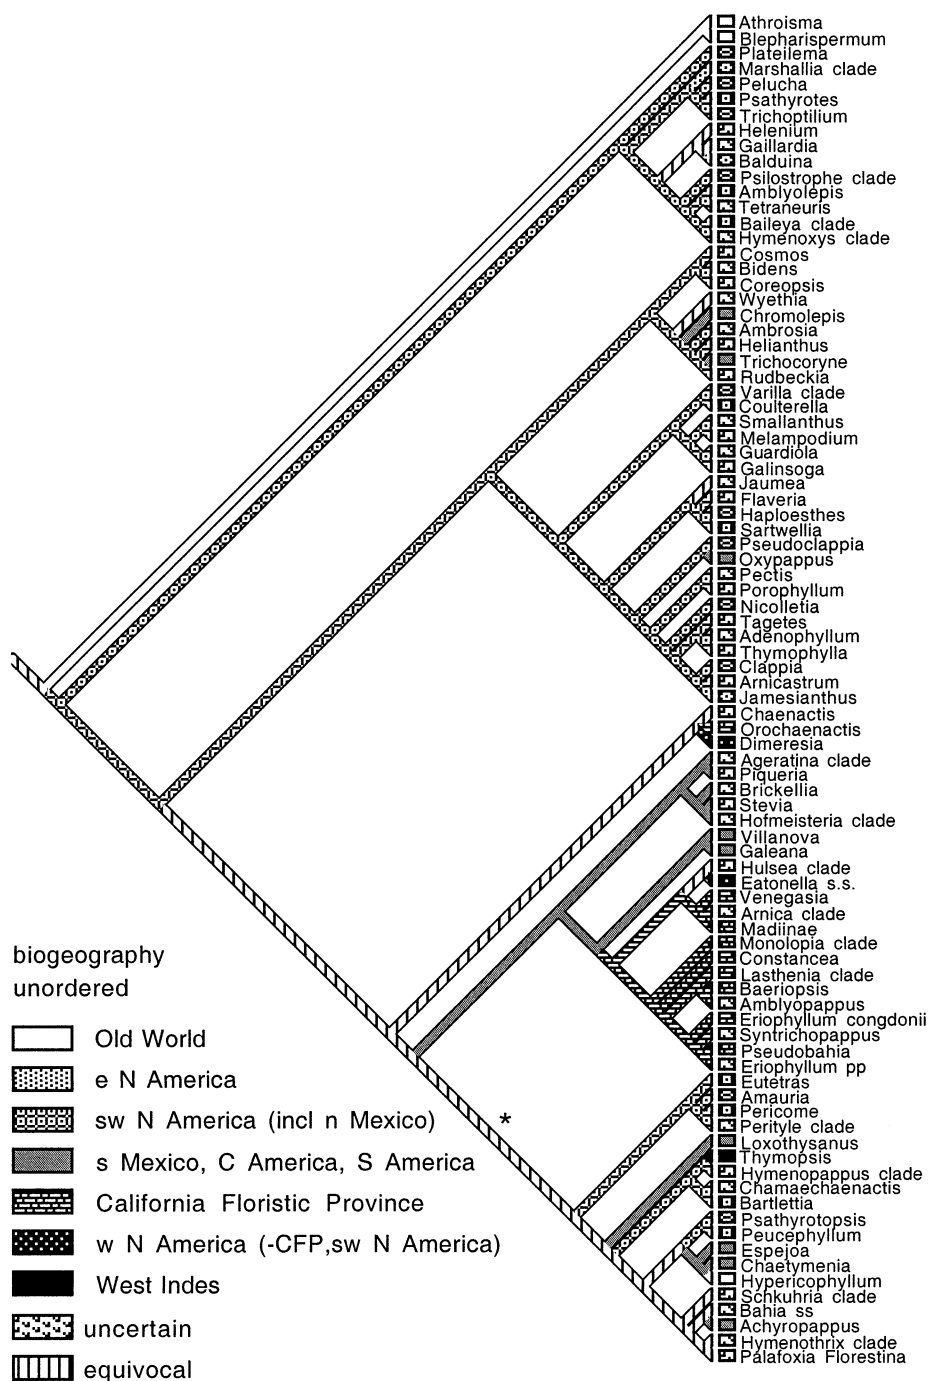 Athroisma
Blepharispermum
Plateilema
Marshallia clade
Pelucha
Psathyrotes
Trichoptilium
Helenium
Gaillardia
Balduina
Psilostrophe clade
Amblyolepis
Tetraneuris
Baileya clade
Hymenoxys clade
Cosmos
Bidens
Coreopsis
Wyethia
Chromolepis
Ambrosia
Helianthus
Trichocoryne
Rudbeckia
Varilla clade
Coulterella
Smallanthus
Melampodium
Guardiola
Galinsoga
Jaumea
Flaveria
Haploesthes
Sartwellia
Pseudoclappia
Oxypappus
Pectis
Porophyllum
Nicolletia
Tagetes
Adenophyllum
Thymophylla
Clappia
Arnicastrum
Jamesianthus
Chaenactis
Orochaenactis
Dimeresia
Ageratina clade
Piqueria
Brickellia
Stevia
Hofmeisteria clade
Villanova
Galeana
Hulsea clade
Eatonella s.s.
Venegasia
Arnica clade
Madiinae
Monolopia clade
Constancea
Lasthenia clade
Baeriopsis
Amblyopappus
Eriophyllum congdonii
Syntrichopappus
Pseudobahia
Eriophyllum pp
Eutetras
Amauria
Pericome
Perityle clade
Loxothysanus
Thymopsis
Hymenopappus clade
Chamaechaenactis
Bartlettia
Psathyrotopsis
Peucephyllum
Espejoa
Chaetymenia
Hypericophyllum
Schkuhria clade
Bahia ss
Achyropappus
Hymenothrix clade
Palafoxia Florestina
*
biogeography
unordered
Old World
e N America
sw N America (incl n Mexico)
s Mexico, C America, S America
California Floristic Province
w N America (-CFP,sw N America)
West Indes
uncertain
equivocal